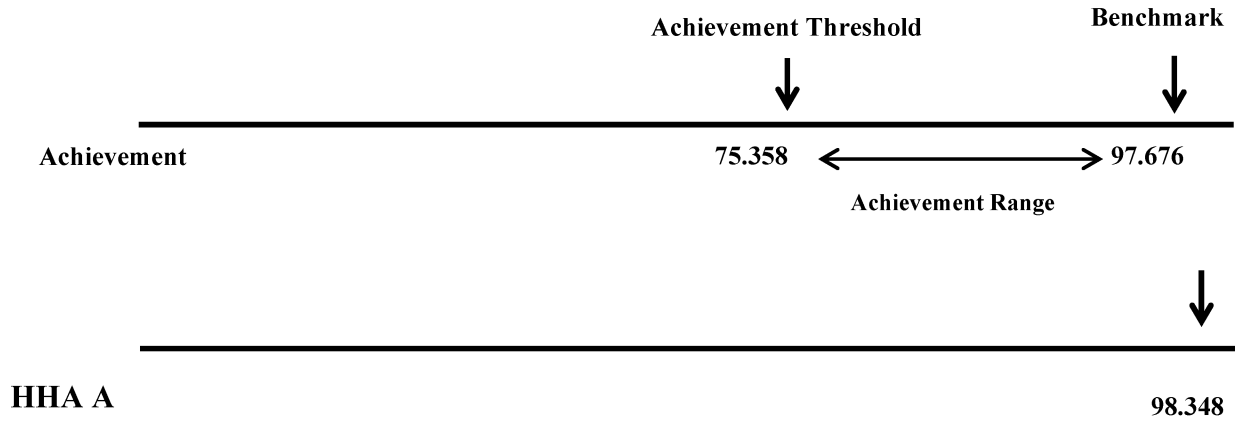 Achievement Threshold
Benchmark
Achievement
75.358
97.676
Achievement Range
HHA A
98.348